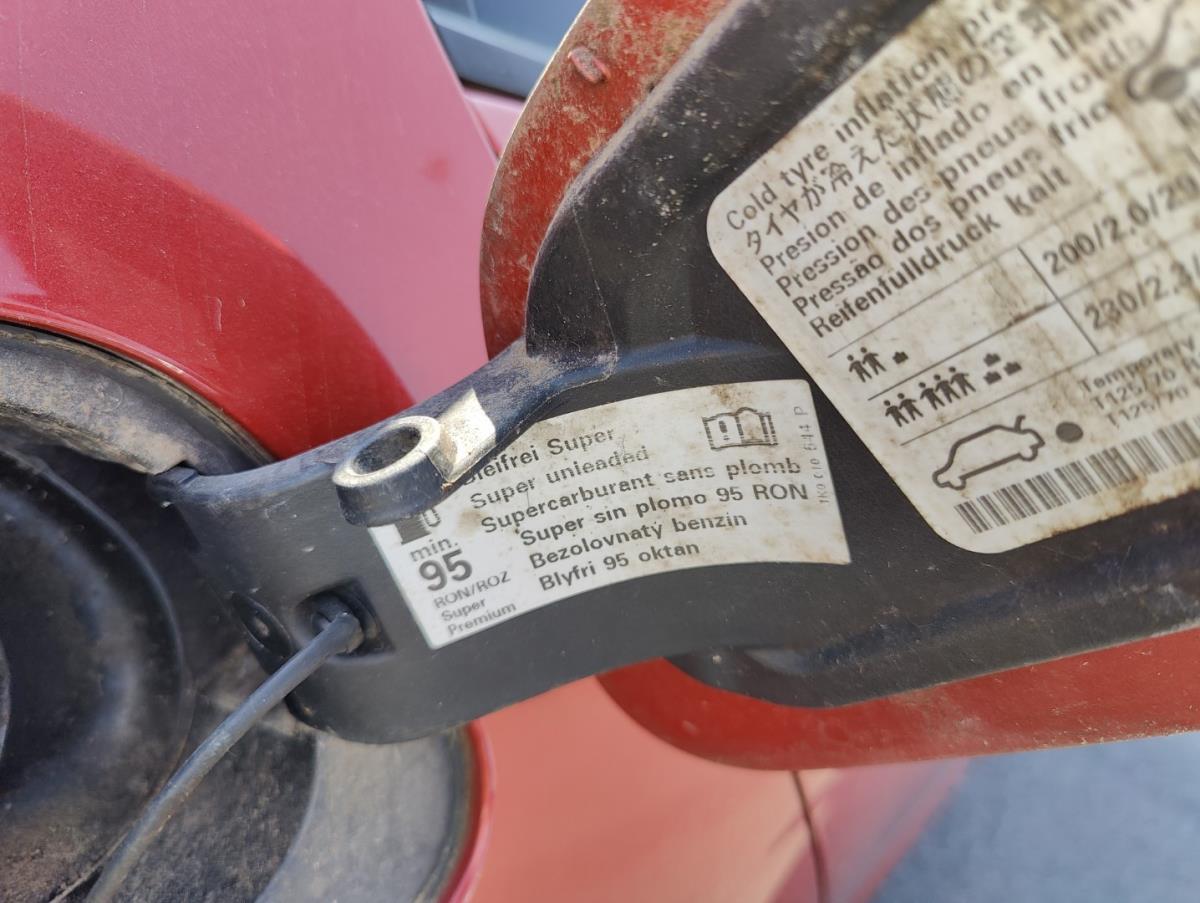 Cold tyre inflation pre
タイヤが冷えた状態の空気
Presion de inflado en llanta
Pression des pneus froids
Pressão dos pneus frio
Reifenfülldruck kalt
200/2.0/29
230/2.3/
Temporary
T125/70
T125/70
Bleifrei Super
Super unleaded
Supercarburant sans plomb
Super sin plomo 95 RON
Bezolovnatý benzin
Blyfri 95 oktan
min.
95
RON/ROZ
Super
Premium